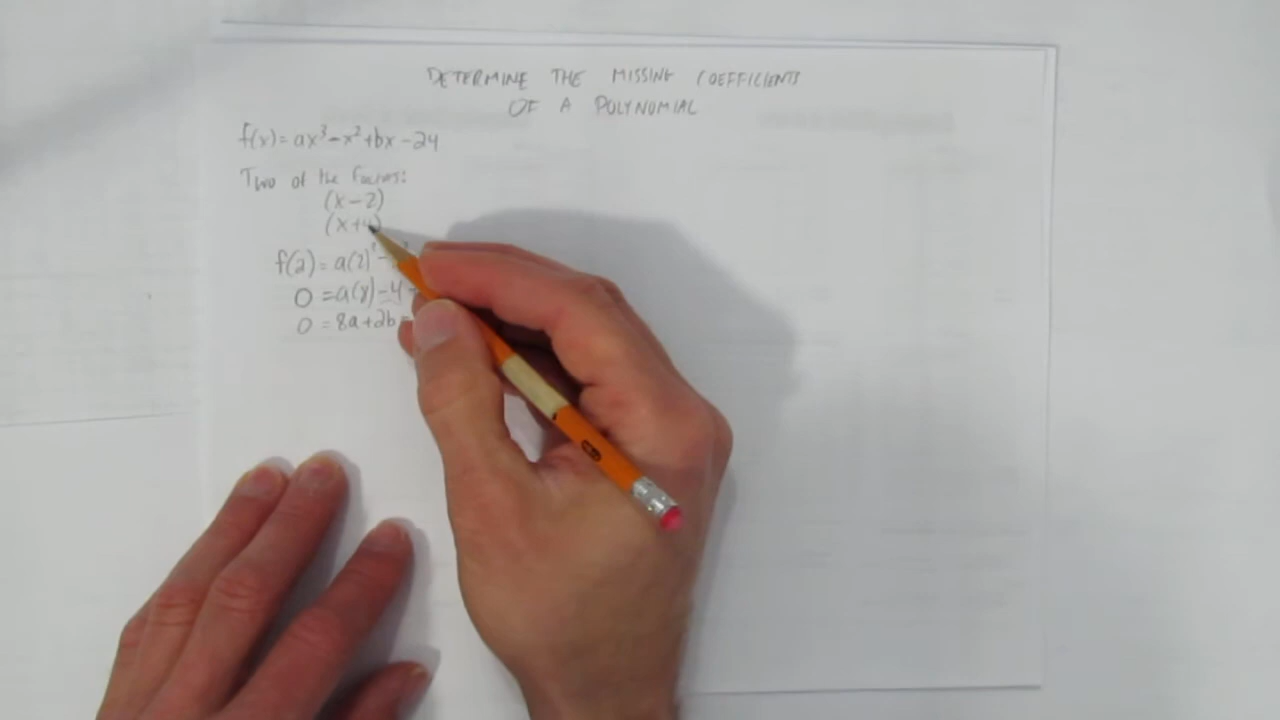 DETERMINE THE MISSING COEFFICIENTS
OF A POLYNOMIAL
f(x)= ax³-x²+bx-24
Two of the factors:
(x-2)
(x+4)
f(2) = a(2)³-
0 =a(8)-4
0 = 8a+2b